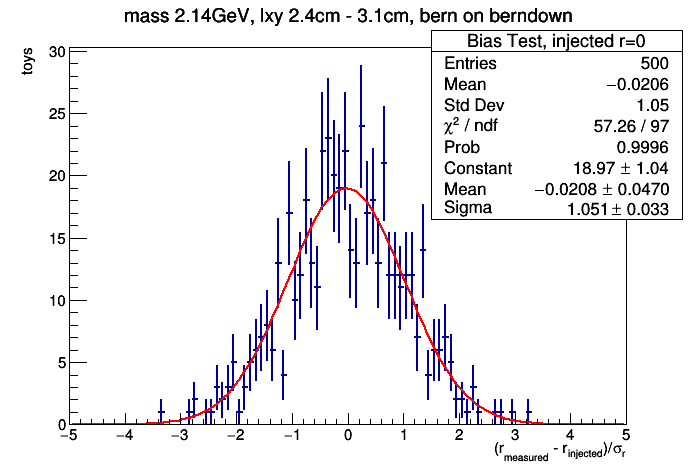 mass 2.14GeV, lxy 2.4cm - 3.1cm, bern on berndown
Bias Test, injected r=0
Entries 500
Mean −0.0206
Std Dev 1.05
χ² / ndf 57.26 / 97
Prob 0.9996
Constant 18.97 ± 1.04
Mean −0.0208 ± 0.0470
Sigma 1.051 ± 0.033
toys
30
25
20
15
10
5
0
−5 −4 −3 −2 −1 0 1 2 3 4 5
(r_measured - r_injected)/σ_r